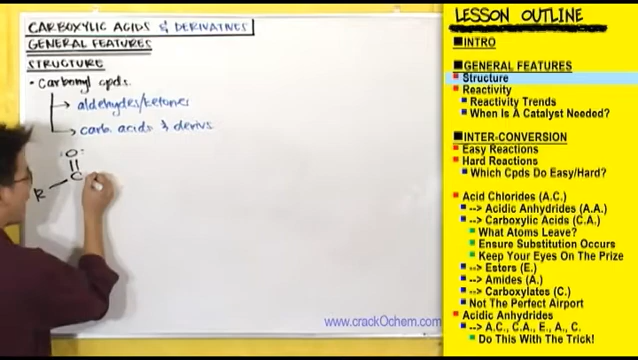 CARBOXYLIC ACIDS & DERIVATIVES
GENERAL FEATURES
STRUCTURE
• Carbonyl cpds.
→ aldehydes/ketones
→ carb. acids & derivs
:O:
C
R
www.crackOchem.com
LESSON OUTLINE
INTRO
GENERAL FEATURES
Structure
Reactivity
Reactivity Trends
When Is A Catalyst Needed?
INTER-CONVERSION
Easy Reactions
Hard Reactions
--> Which Cpds Do Easy/Hard?
Acid Chlorides (A.C.)
--> Acidic Anhydrides (A.A.)
--> Carboxylic Acids (C.A.)
What Atoms Leave?
Ensure Substitution Occurs
Keep Your Eyes On The Prize
--> Esters (E.)
--> Amides (A.)
--> Carboxylates (C.)
Not The Perfect Airport
Acidic Anhydrides
--> A.C., C.A., E., A., C.
Do This With The Trick!